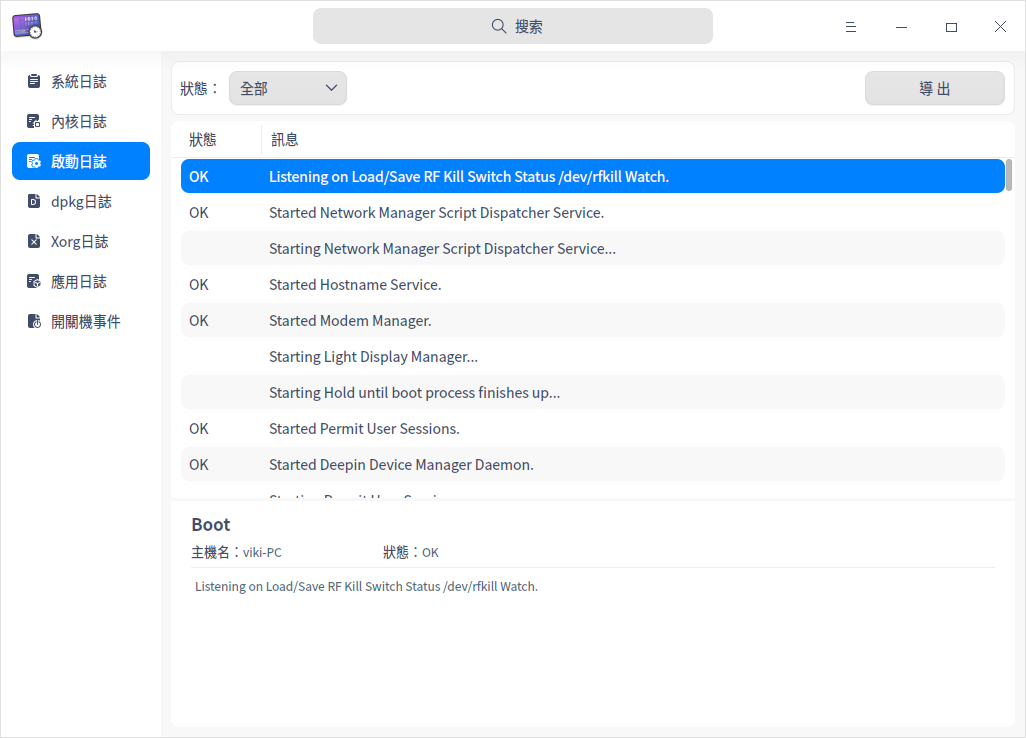 搜索
系統日誌
內核日誌
啟動日誌
dpkg日誌
Xorg日誌
應用日誌
開關機事件
狀態：
全部
導 出
狀態 訊息
OK Listening on Load/Save RF Kill Switch Status /dev/rfkill Watch.
OK Started Network Manager Script Dispatcher Service.
Starting Network Manager Script Dispatcher Service...
OK Started Hostname Service.
OK Started Modem Manager.
Starting Light Display Manager...
Starting Hold until boot process finishes up...
OK Started Permit User Sessions.
OK Started Deepin Device Manager Daemon.
Boot
主機名：viki-PC 狀態：OK
Listening on Load/Save RF Kill Switch Status /dev/rfkill Watch.